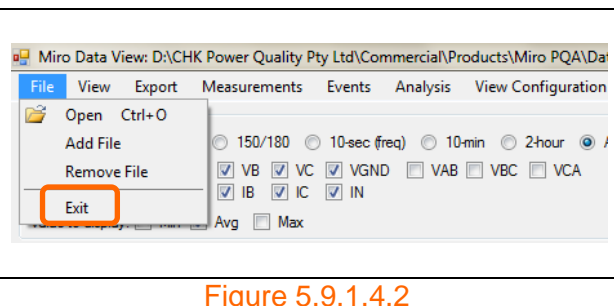 Miro Data View: D:\CHK Power Quality Pty Ltd\Commercial\Products\Miro PQA\Dat
File View Export Measurements Events Analysis View Configuration
Open Ctrl+O
150/180 10-sec (freq) 10-min 2-hour
Add File
VB VC VGND VAB VBC VCA
Remove File
IB IC IN
Exit
Avg Max
Figure 5.9.1.4.2